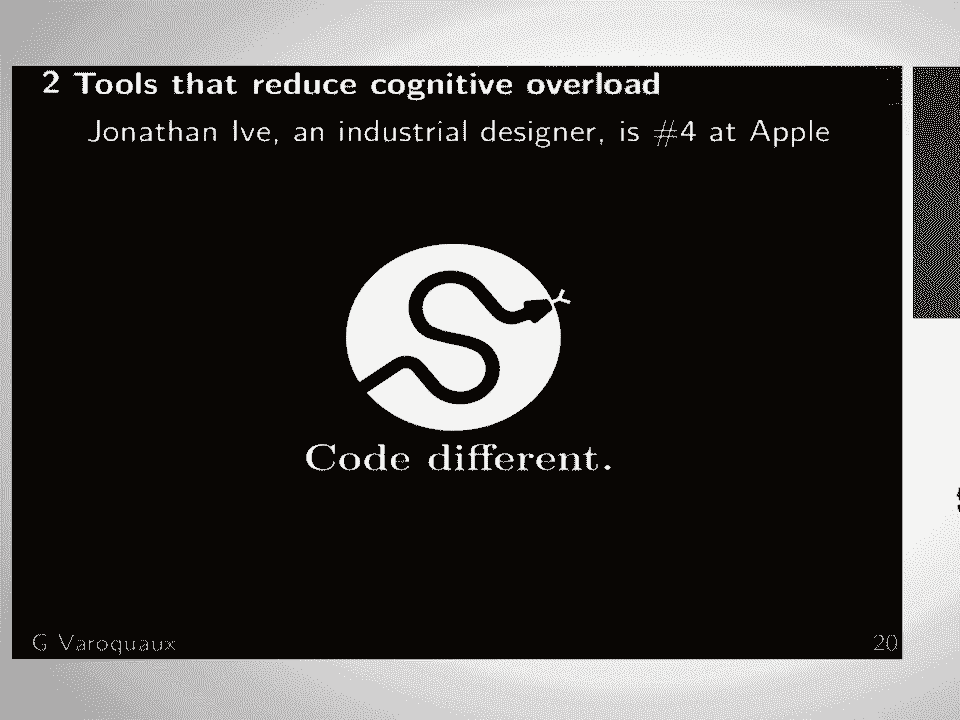 2 Tools that reduce cognitive overload
Jonathan Ive, an industrial designer, is #4 at Apple
Code different.
G Varoquaux
20